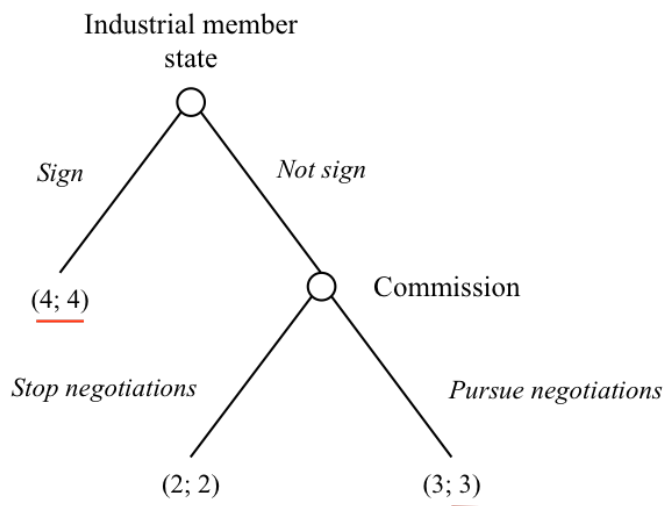 Industrial member
state
Sign
Not sign
(4; 4)
Commission
Stop negotiations
Pursue negotiations
(2; 2)
(3; 3)